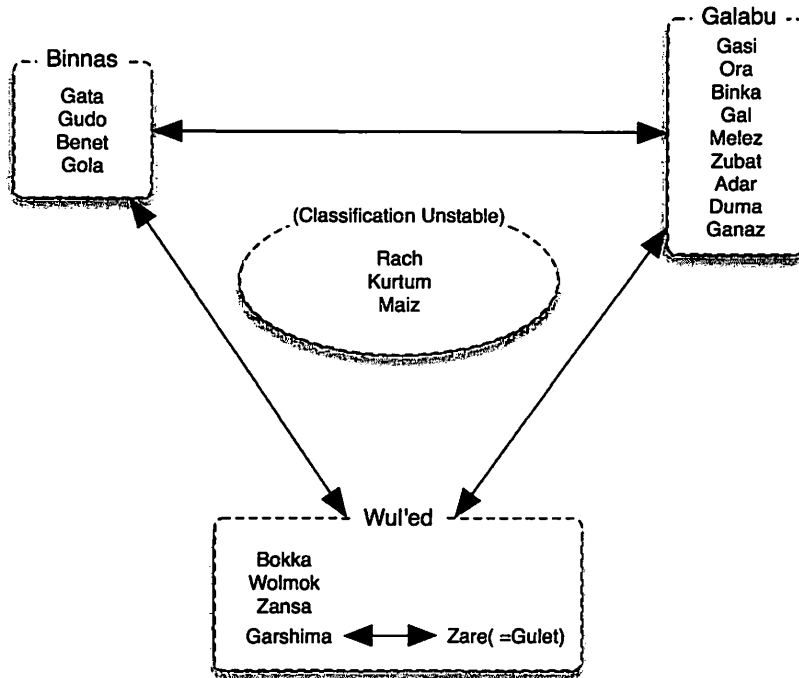 Binnas
Gata
Gudo
Benet
Gola
Galabu
Gasi
Ora
Binka
Gal
Melez
Zubat
Adar
Duma
Ganaz
(Classification Unstable)
Rach
Kurtum
Maiz
Wul'ed
Bokka
Wolmok
Zansa
Garshima Zare( =Gulet)